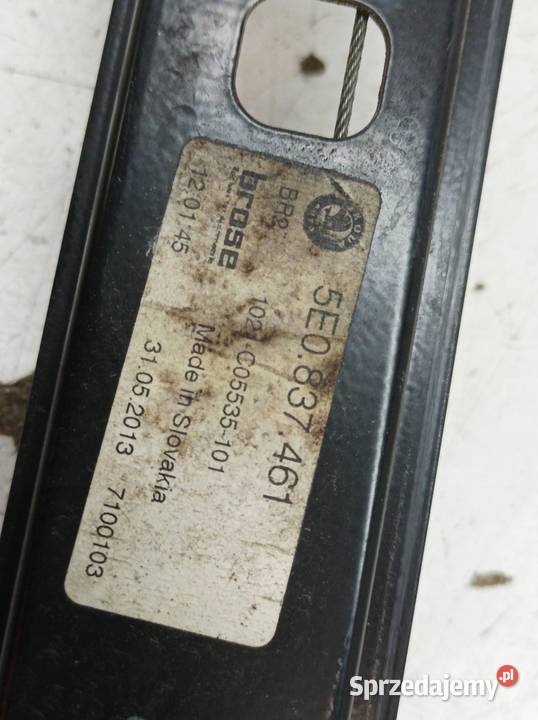 5E0.837.461
BR2
102 C05535-101
brose
Made in Slovakia
12:01:45
31.05.2013 7100103
Sprzedajemy.pl